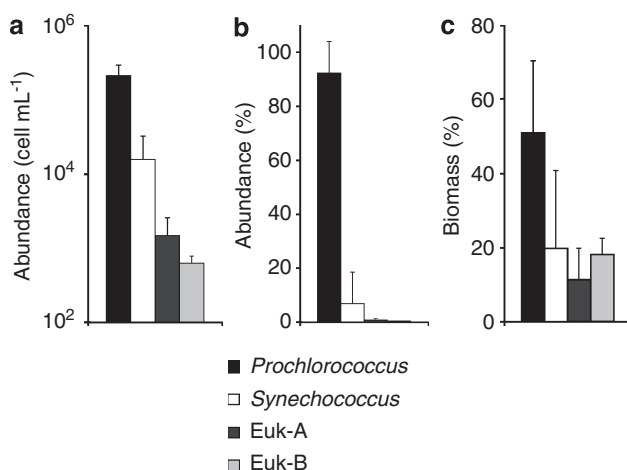 a
Abundance (cell mL⁻¹)
10⁶
10⁴
10²
b
Abundance (%)
100
80
60
40
20
0
c
Biomass (%)
80
60
40
20
0
Prochlorococcus
Synechococcus
Euk-A
Euk-B